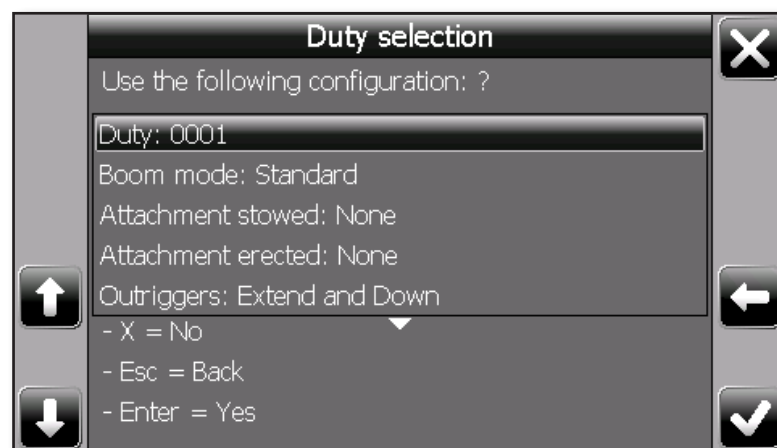 Duty selection
Use the following configuration: ?
Duty: 0001
Boom mode: Standard
Attachment stowed: None
Attachment erected: None
Outriggers: Extend and Down
- X = No
- Esc = Back
- Enter = Yes